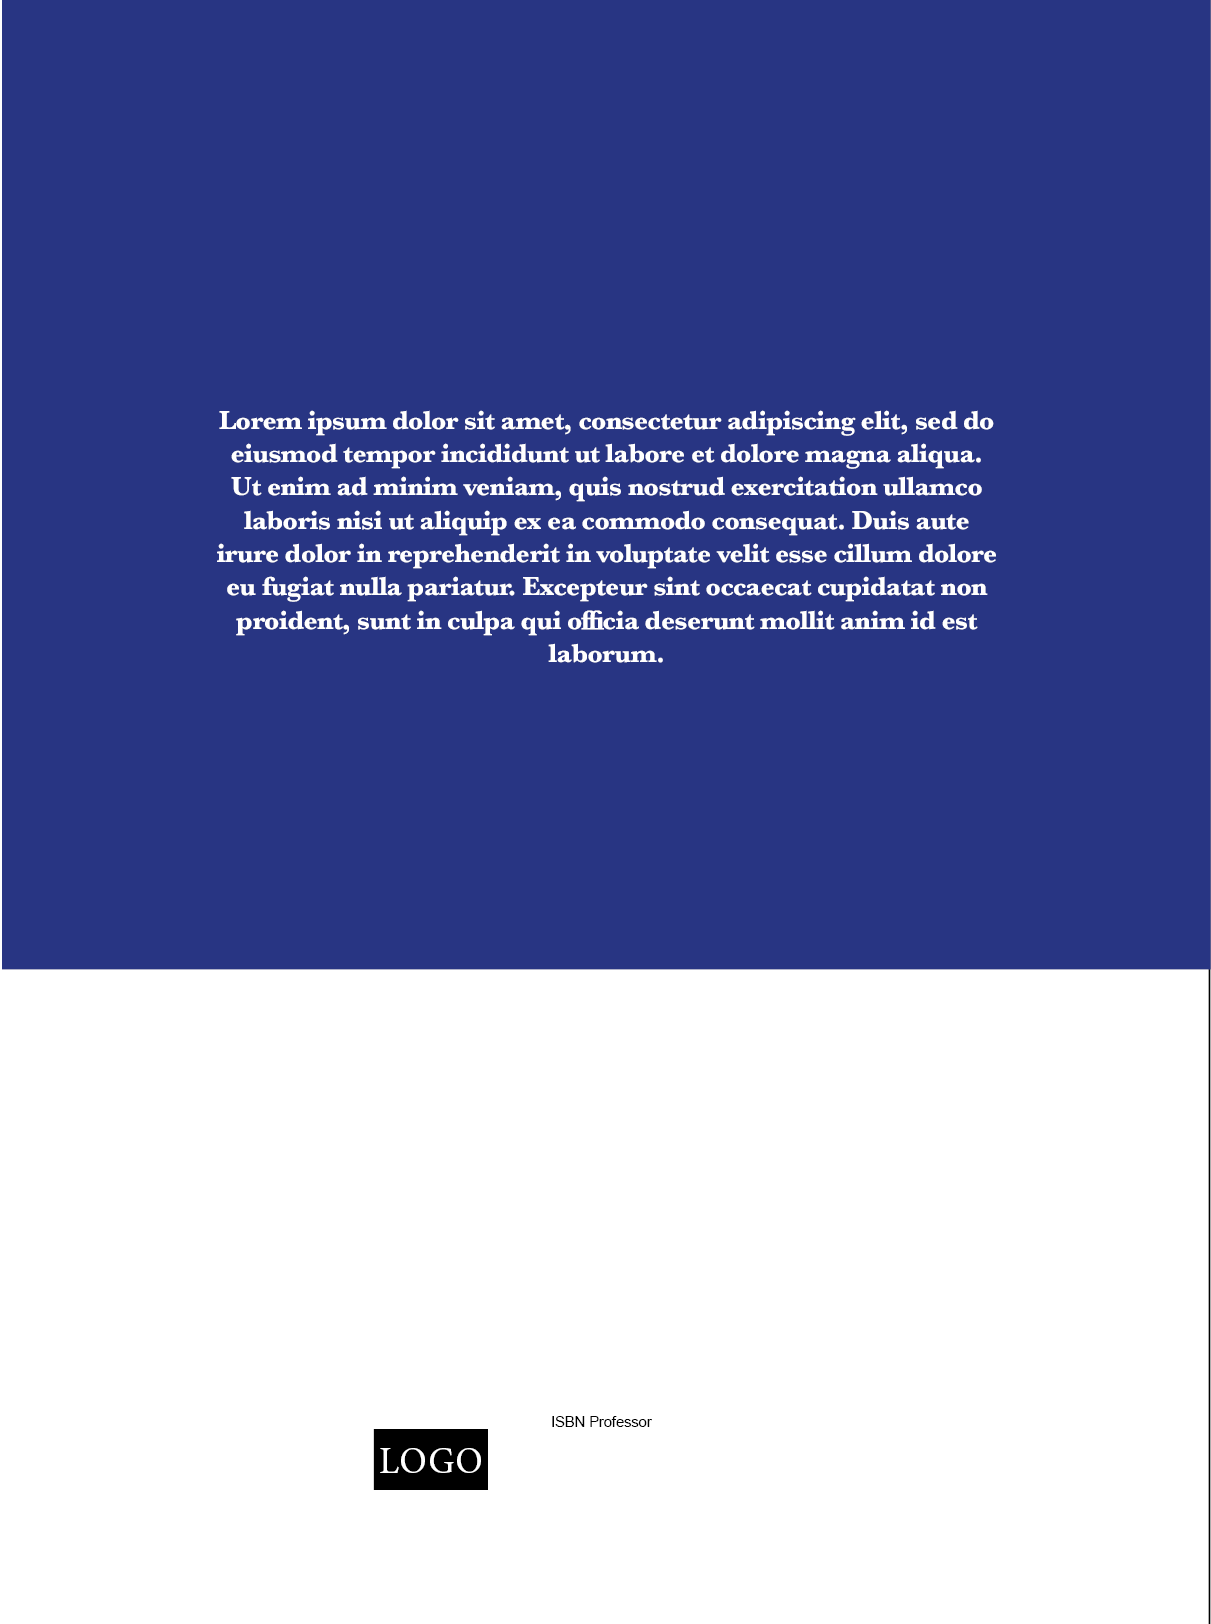 Lorem ipsum dolor sit amet, consectetur adipiscing elit, sed do
eiusmod tempor incididunt ut labore et dolore magna aliqua.
Ut enim ad minim veniam, quis nostrud exercitation ullamco
laboris nisi ut aliquip ex ea commodo consequat. Duis aute
irure dolor in reprehenderit in voluptate velit esse cillum dolore
eu fugiat nulla pariatur. Excepteur sint occaecat cupidatat non
proident, sunt in culpa qui officia deserunt mollit anim id est
laborum.
ISBN Professor
LOGO